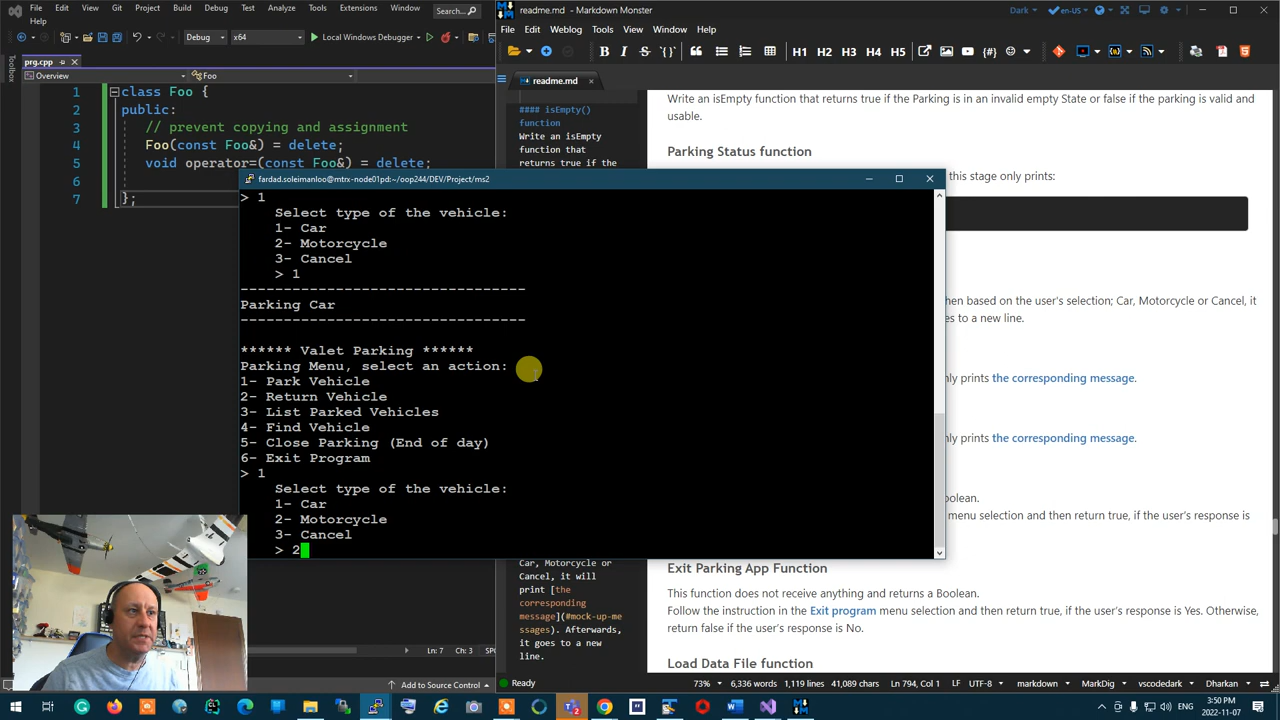 File Edit View Git Project Build Debug Test Analyze Tools Extensions Window
Help
Search...
Debug x64 Local Windows Debugger
prg.cpp
Toolbox
Overview Foo
1 class Foo {
2 public:
3 // prevent copying and assignment
4 Foo(const Foo&) = delete;
5 void operator=(const Foo&) = delete;
6
7 };
Ln: 7 Ch: 3 SPC
Add to Source Control
readme.md - Markdown Monster
Dark en-US
File Edit Weblog Tools View Window Help
B I S H1 H2 H3 H4 H5 {#}
readme.md
#### isEmpty()
function
Write an isEmpty
function that
returns true if the
Write an isEmpty function that returns true if the Parking is in an invalid empty State or false if the parking is valid and
usable.
Parking Status function
this stage only prints:
hen based on the user's selection; Car, Motorcycle or Cancel, it
es to a new line.
nly prints the corresponding message.
nly prints the corresponding message.
oolean.
menu selection and then return true, if the user's response is
fardad.soleimanloo@mtrx-node01pd:~/oop244/DEV/Project/ms2
> 1
Select type of the vehicle:
1- Car
2- Motorcycle
3- Cancel
> 1
--------------------------------
Parking Car
--------------------------------
****** Valet Parking ******
Parking Menu, select an action:
1- Park Vehicle
2- Return Vehicle
3- List Parked Vehicles
4- Find Vehicle
5- Close Parking (End of day)
6- Exit Program
> 1
Select type of the vehicle:
1- Car
2- Motorcycle
3- Cancel
> 2
Car, Motorcycle or
Cancel, it will
print [the
corresponding
message](#mock-up-me
ssages). Afterwards,
it goes to a new
line.
Exit Parking App Function
This function does not receive anything and returns a Boolean.
Follow the instruction in the Exit program menu selection and then return true, if the user's response is Yes. Otherwise,
return false if the user's response is No.
Load Data File function
Ready 73% 6,336 words 1,119 lines 41,089 chars Ln 794, Col 1 LF UTF-8 markdown MarkDig vscodedark Dharkan
ENG 3:50 PM
2022-11-07